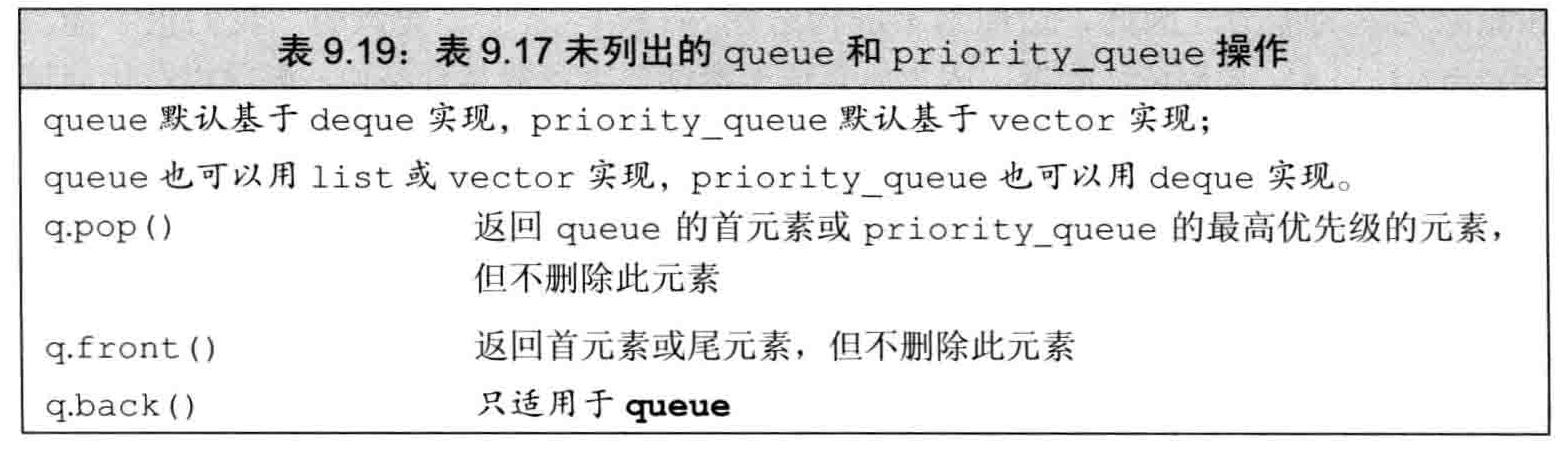 表 9.19：表 9.17 未列出的 queue 和 priority_queue 操作
queue 默认基于 deque 实现，priority_queue 默认基于 vector 实现；
queue 也可以用 list 或 vector 实现，priority_queue 也可以用 deque 实现。
q.pop() 返回 queue 的首元素或 priority_queue 的最高优先级的元素，
但不删除此元素
q.front() 返回首元素或尾元素，但不删除此元素
q.back() 只适用于 queue